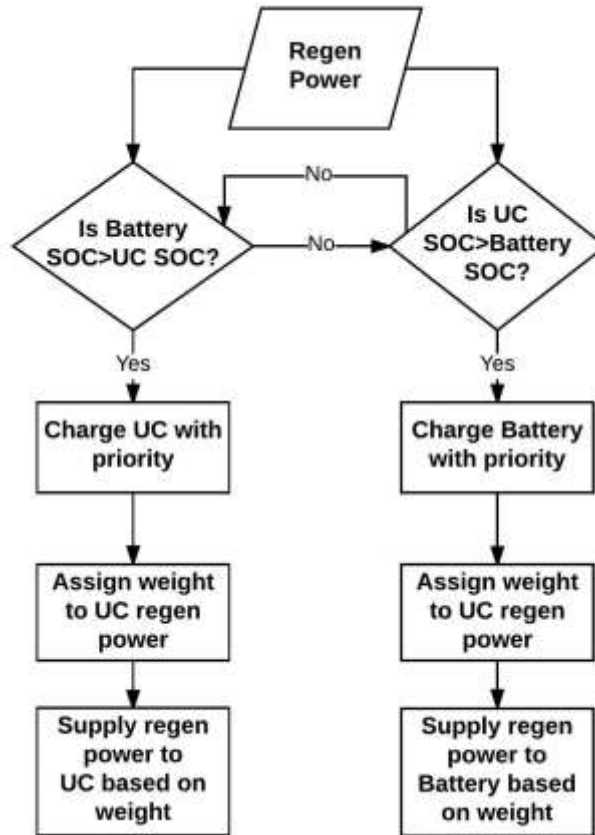 Regen
Power
No
Is Battery
SOC>UC SOC?
No
Is UC
SOC>Battery
SOC?
Yes
Yes
Charge UC with
priority
Charge Battery
with priority
Assign weight
to UC regen
power
Assign weight
to UC regen
power
Supply regen
power to
UC based on
weight
Supply regen
power to
Battery based
on weight